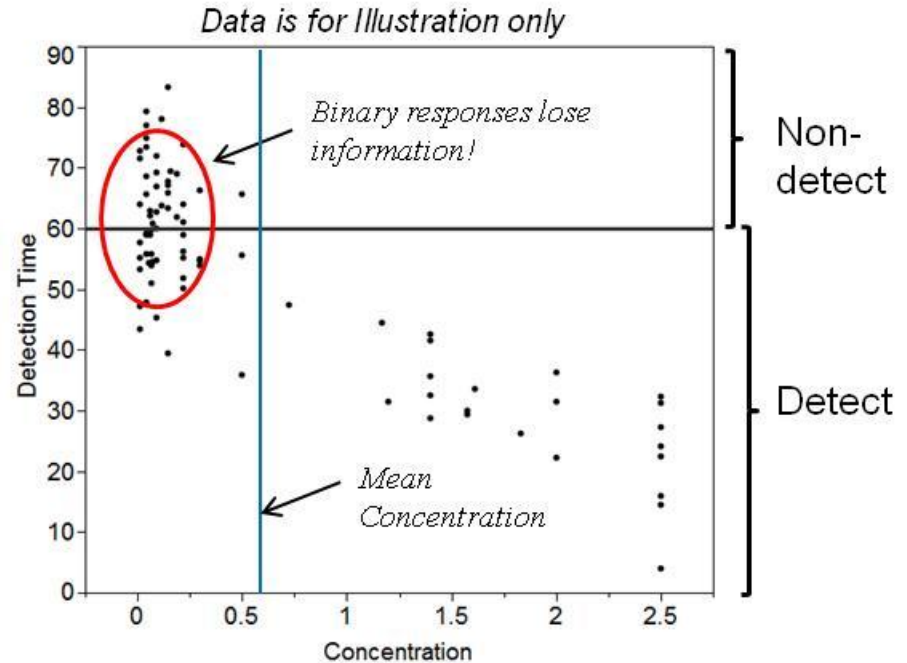 Data is for Illustration only
90
80
70
60
50
40
30
20
10
0
Detection Time
Binary responses lose
information!
Mean
Concentration
Non-
detect
Detect
0
0.5
1
1.5
2
2.5
Concentration